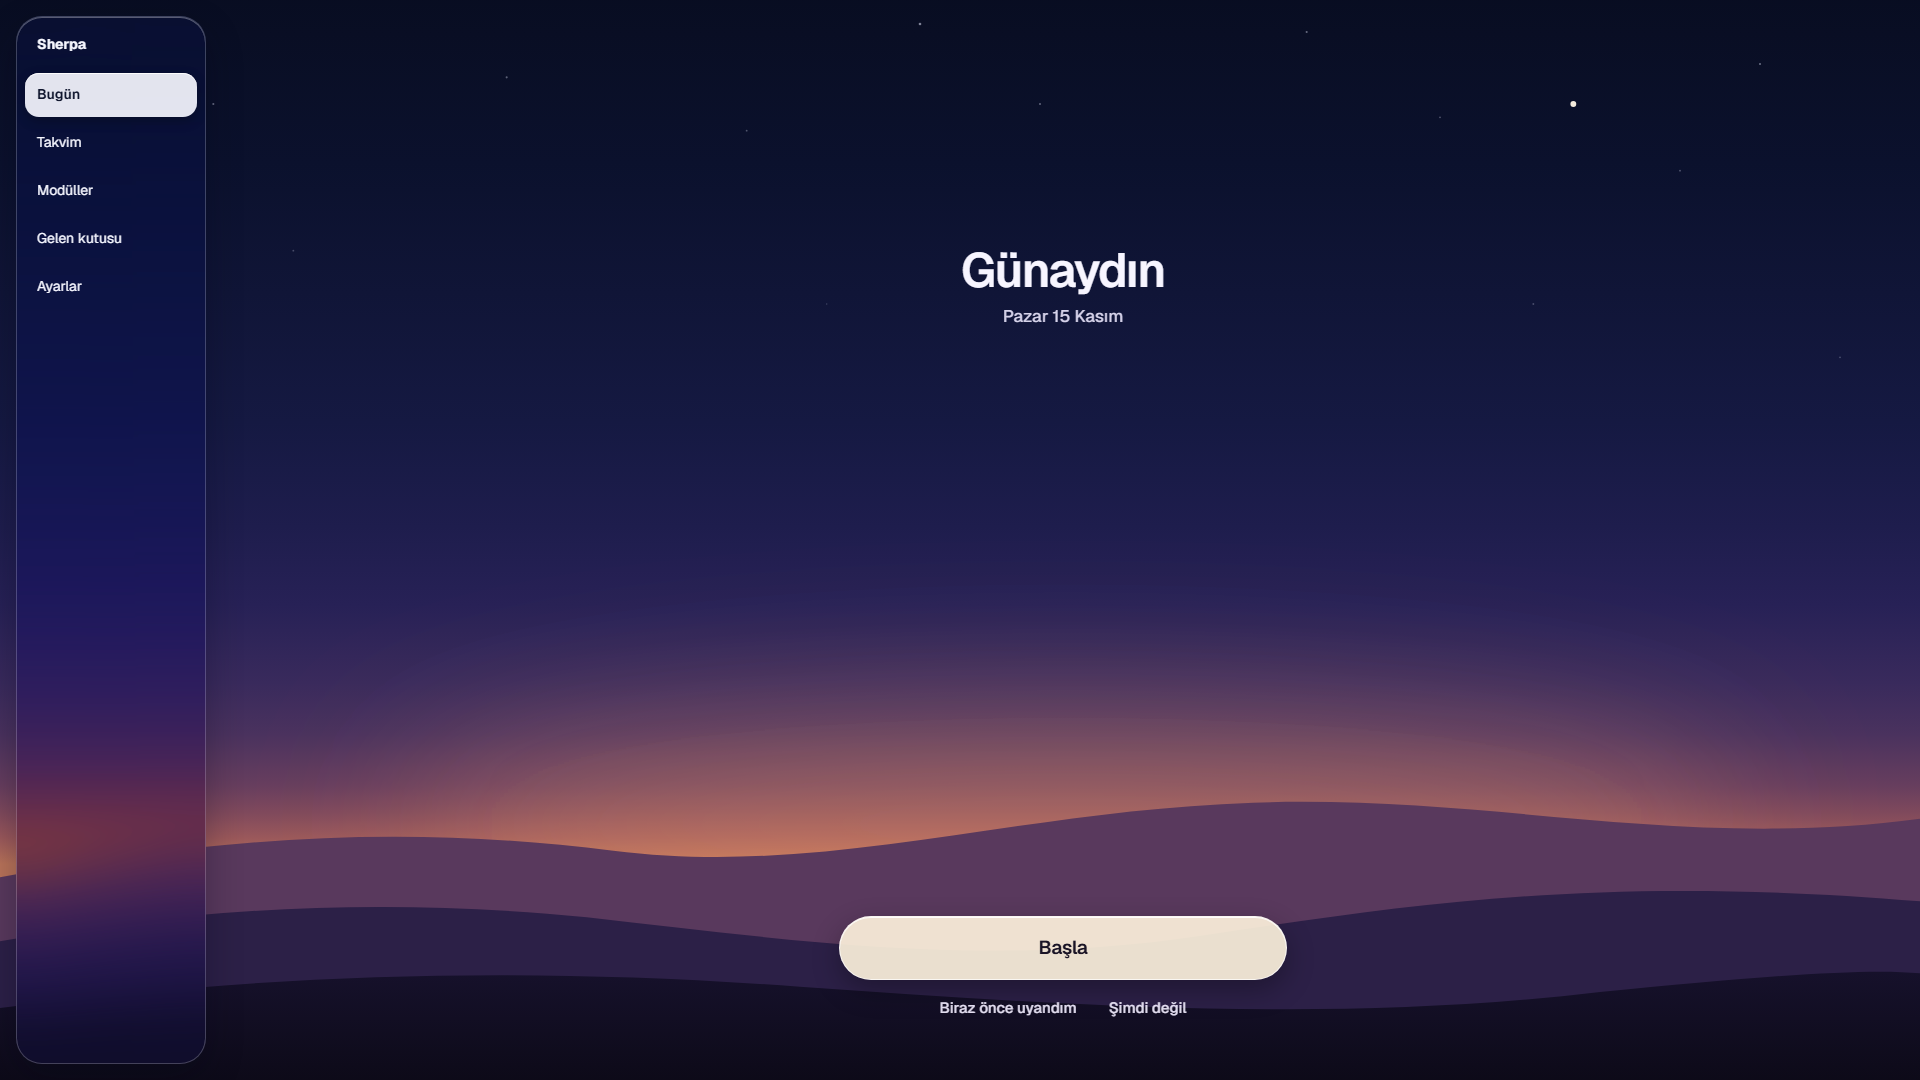 Sherpa
Bugün
Takvim
Modüller
Gelen kutusu
Ayarlar
Günaydın
Pazar 15 Kasım
Başla
Biraz önce uyandım
Şimdi değil